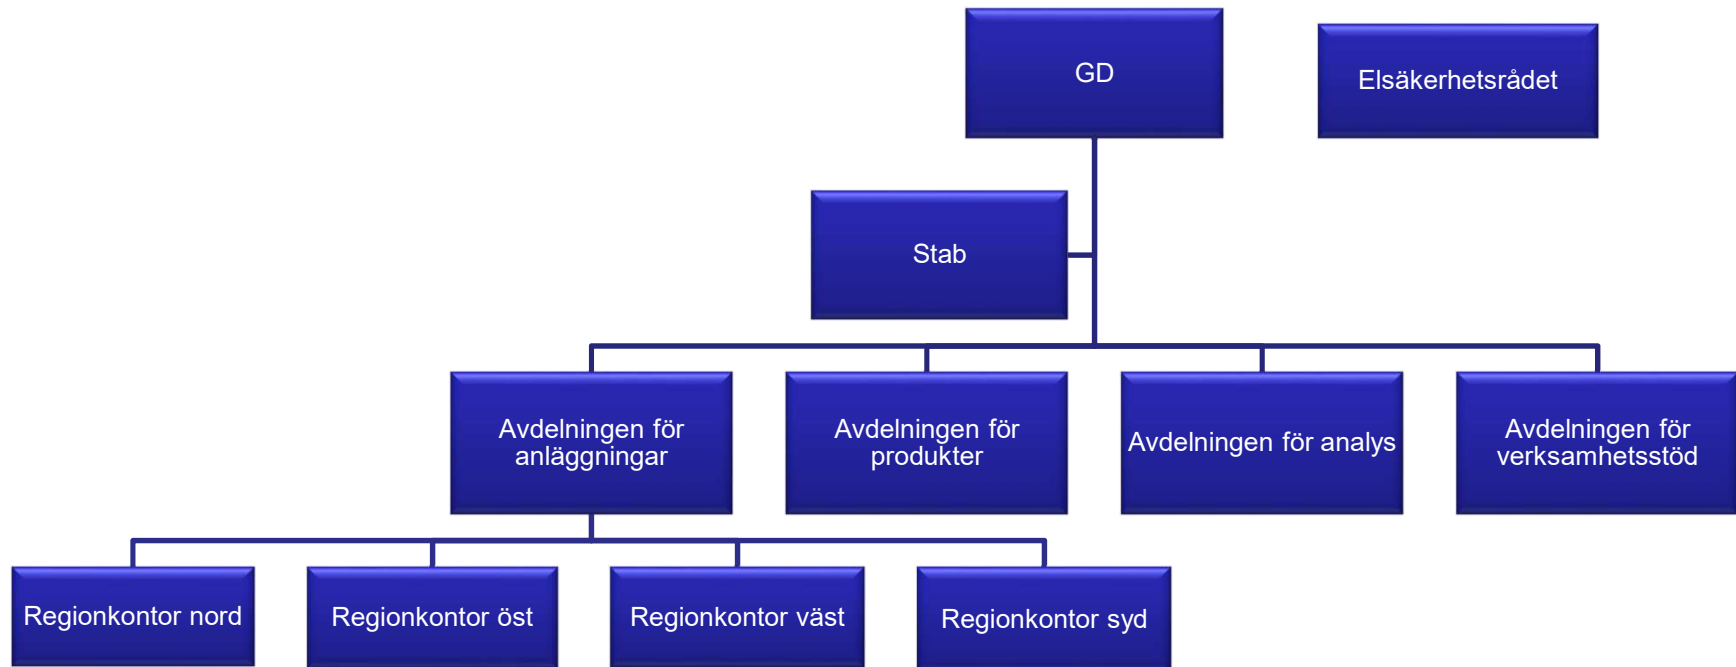 GD
Elsäkerhetsrådet
Stab
Avdelningen för
anläggningar
Avdelningen för
produkter
Avdelningen för analys
Avdelningen för
verksamhetsstöd
Regionkontor nord
Regionkontor öst
Regionkontor väst
Regionkontor syd